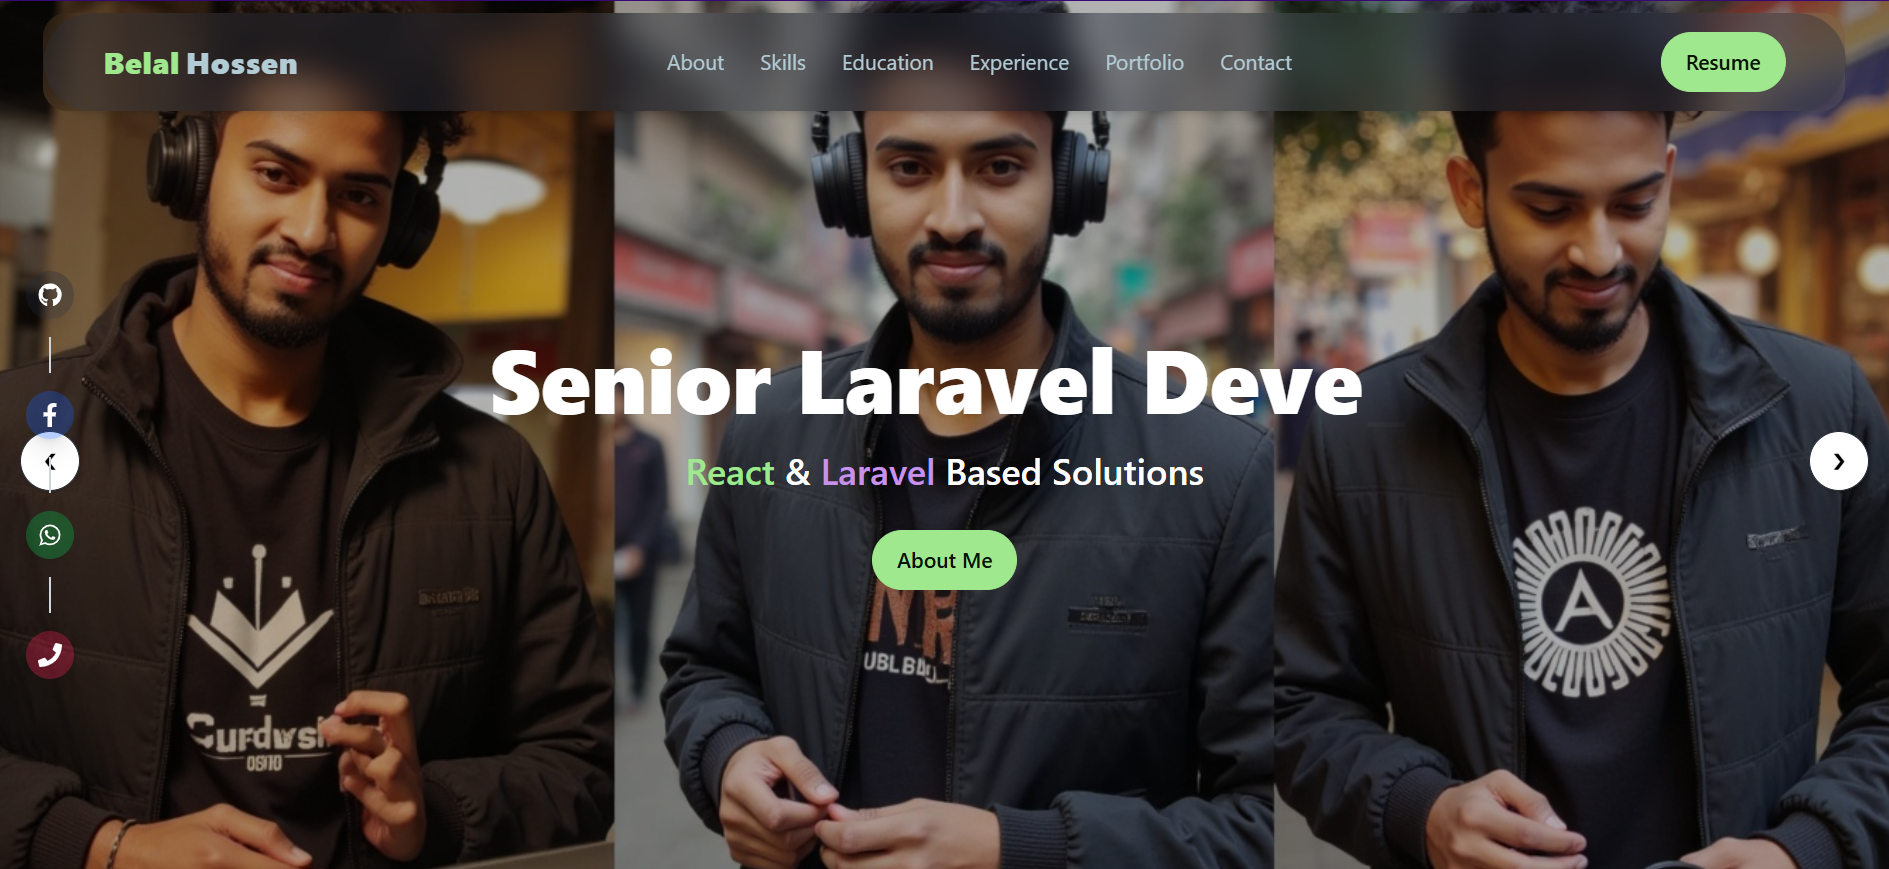 Belal Hossen
About Skills Education Experience Portfolio Contact
Resume
Senior Laravel Deve
React & Laravel Based Solutions
About Me
A